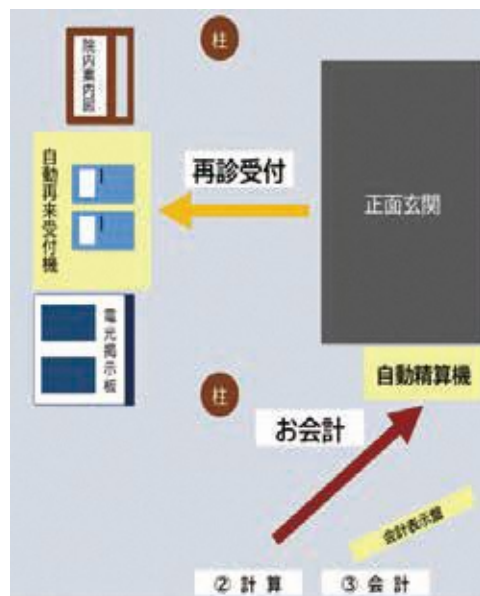 柱
院内案内図
再診受付
自動再来受付機
正面玄関
電光掲示板
自動精算機
柱
お会計
会計表示盤
② 計 算
③ 会 計